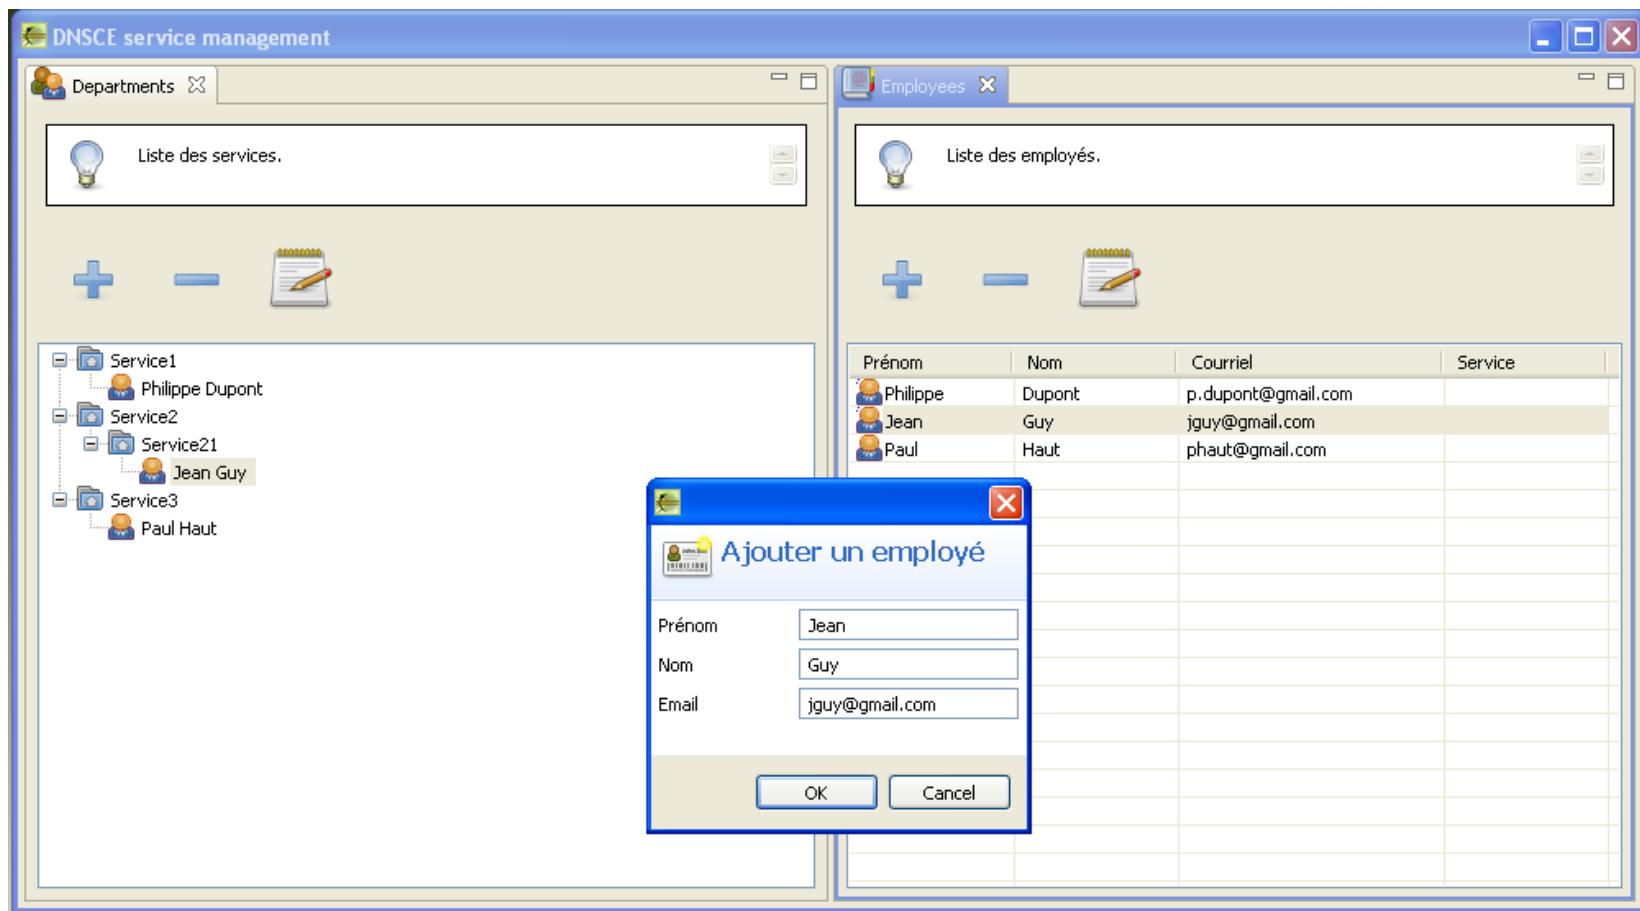 DNSCE service management
Departments
Liste des services.
Service1
Philippe Dupont
Service2
Service21
Jean Guy
Service3
Paul Haut
Employees
Liste des employés.
Prénom Nom Courriel Service
Philippe Dupont p.dupont@gmail.com
Jean Guy jguy@gmail.com
Paul Haut phaut@gmail.com
Ajouter un employé
Prénom Jean
Nom Guy
Email jguy@gmail.com
OK Cancel